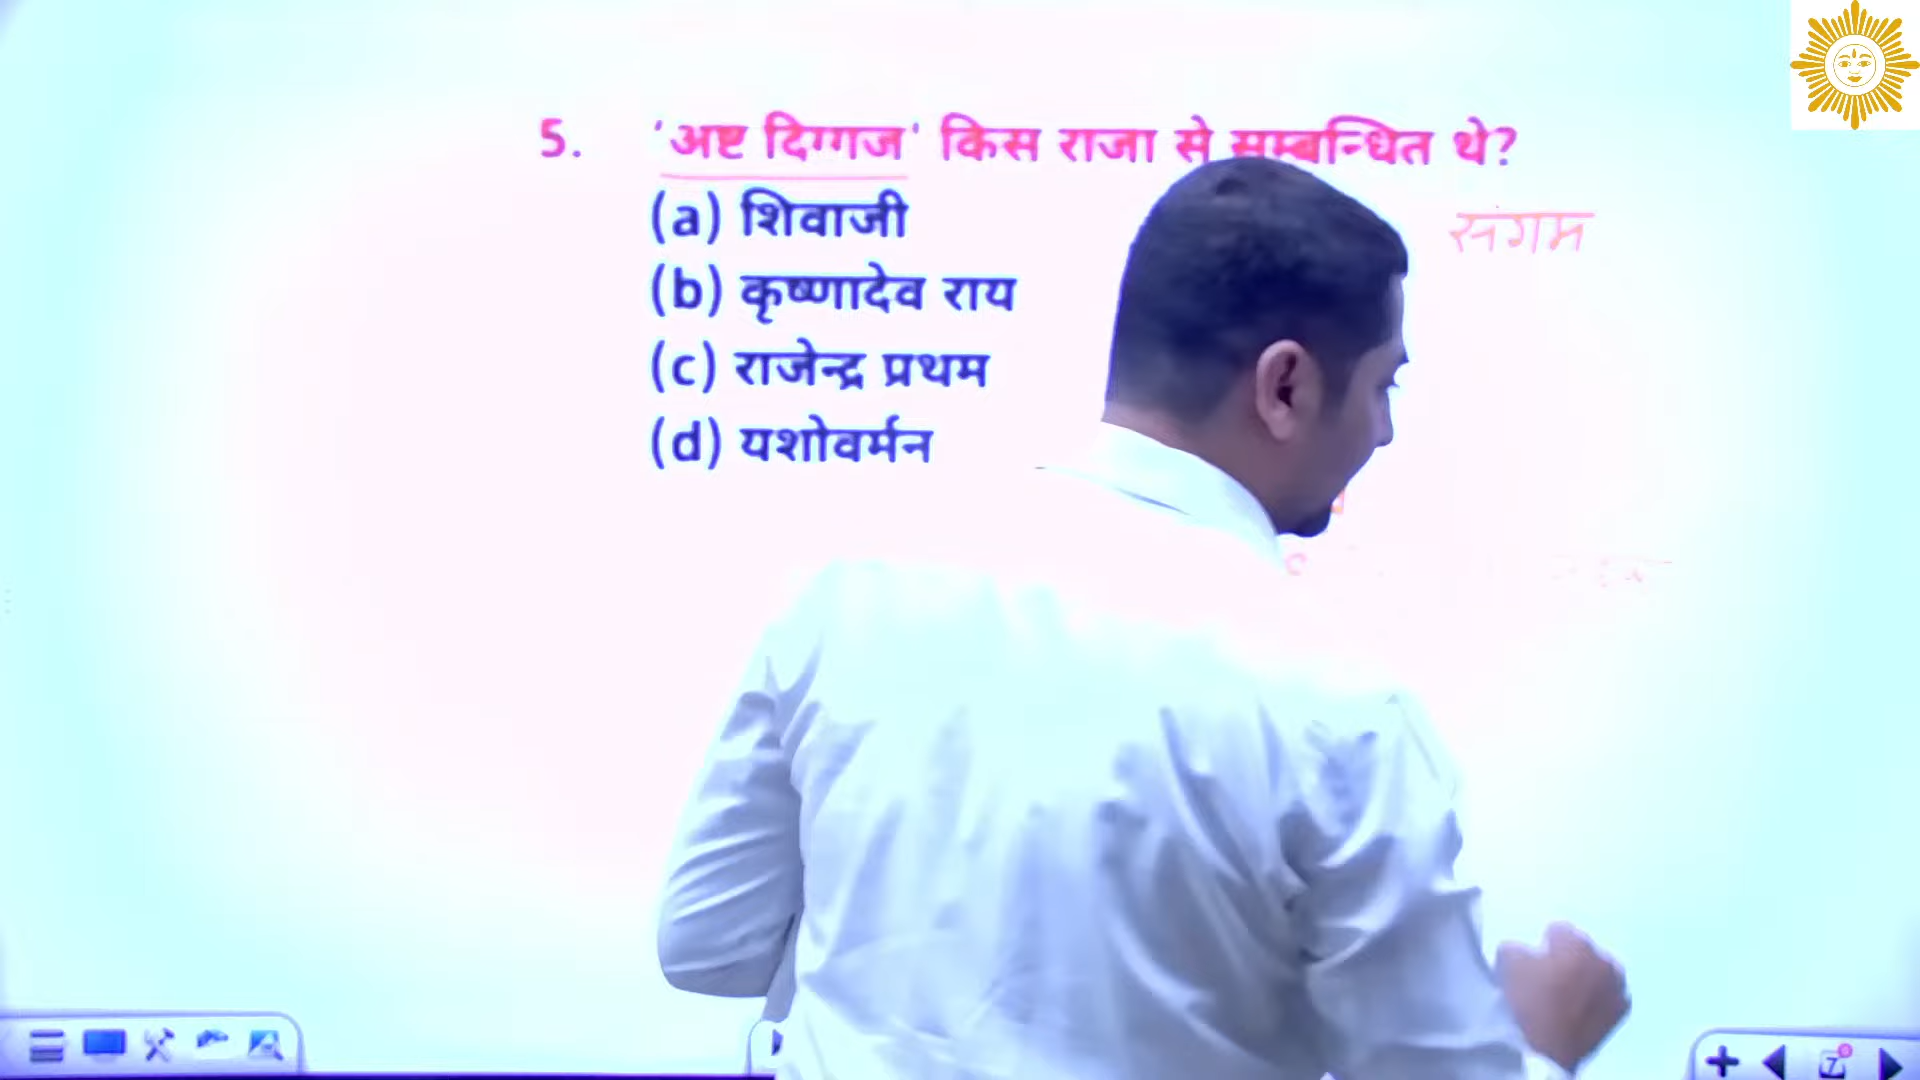 5. 'अष्ट दिग्गज' किस राजा से सम्बन्धित थे?
(a) शिवाजी
संगम
(b) कृष्णादेव राय
(c) राजेन्द्र प्रथम
(d) यशोवर्मन